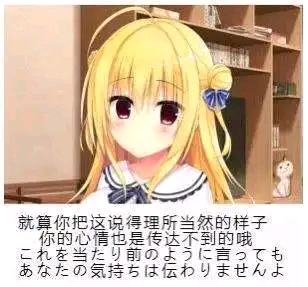 就算你把这说得理所当然的样子
你的心情也是传达不到的哦
これを当たり前のように言っても
あなたの気持ちは伝わりませんよ